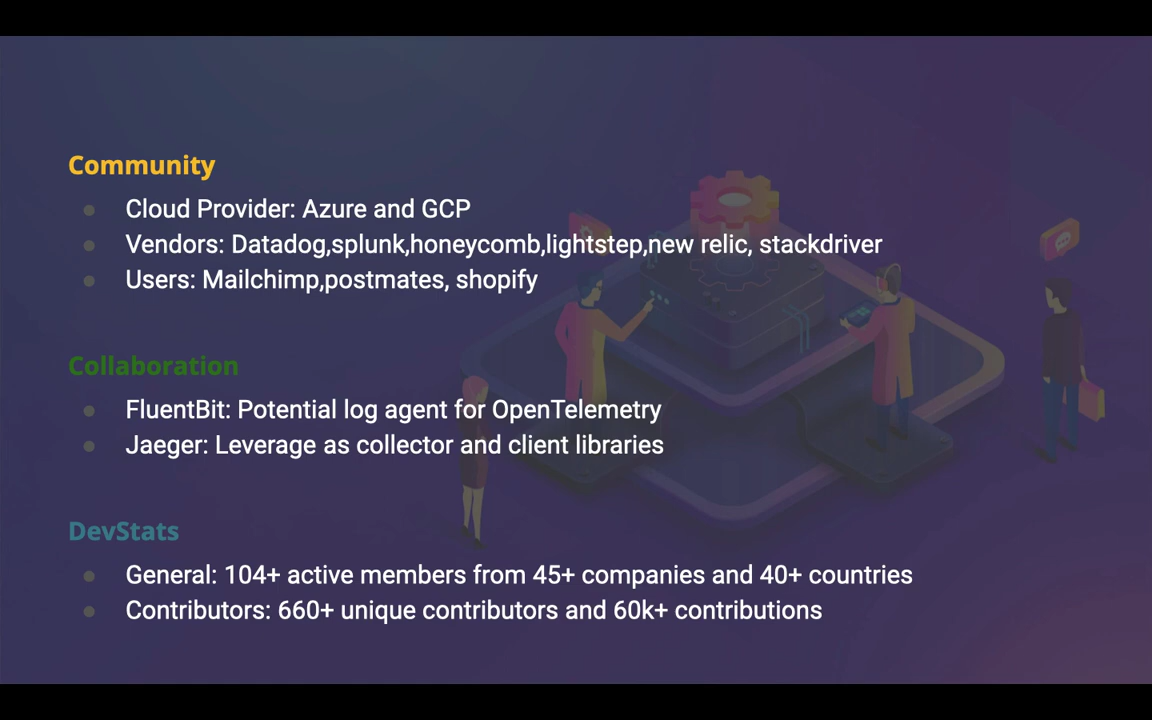 Community
Cloud Provider: Azure and GCP
Vendors: Datadog,splunk,honeycomb,lightstep,new relic, stackdriver
Users: Mailchimp,postmates, shopify
Collaboration
FluentBit: Potential log agent for OpenTelemetry
Jaeger: Leverage as collector and client libraries
DevStats
General: 104+ active members from 45+ companies and 40+ countries
Contributors: 660+ unique contributors and 60k+ contributions